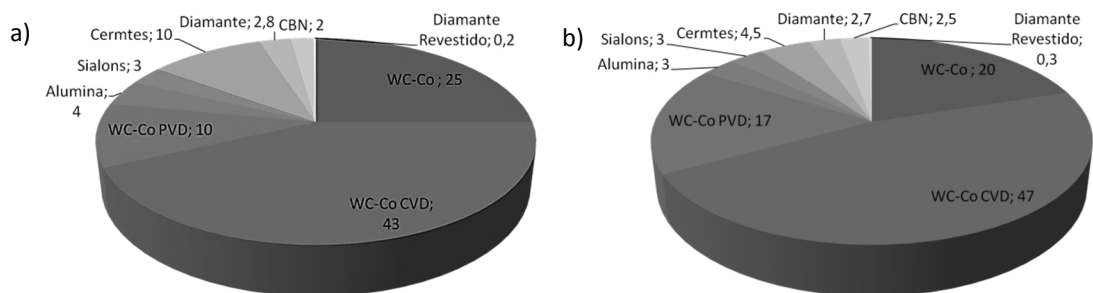 a)
Diamante; 2,8
CBN; 2
Diamante
Revestido; 0,2
Cermtes; 10
Sialons; 3
Alumina;
4
WC-Co ; 25
WC-Co PVD; 10
WC-Co CVD;
43
b)
Diamante; 2,7
CBN; 2,5
Diamante
Revestido;
0,3
Cermtes; 4,5
Sialons; 3
Alumina; 3
WC-Co ; 20
WC-Co PVD; 17
WC-Co CVD; 47